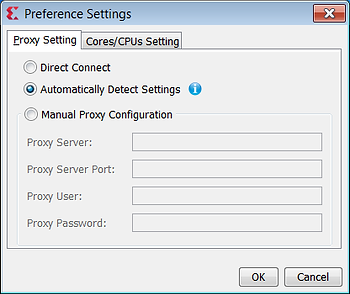 Preference Settings
Proxy Setting
Cores/CPUs Setting
Direct Connect
Automatically Detect Settings
Manual Proxy Configuration
Proxy Server:
Proxy Server Port:
Proxy User:
Proxy Password:
OK
Cancel